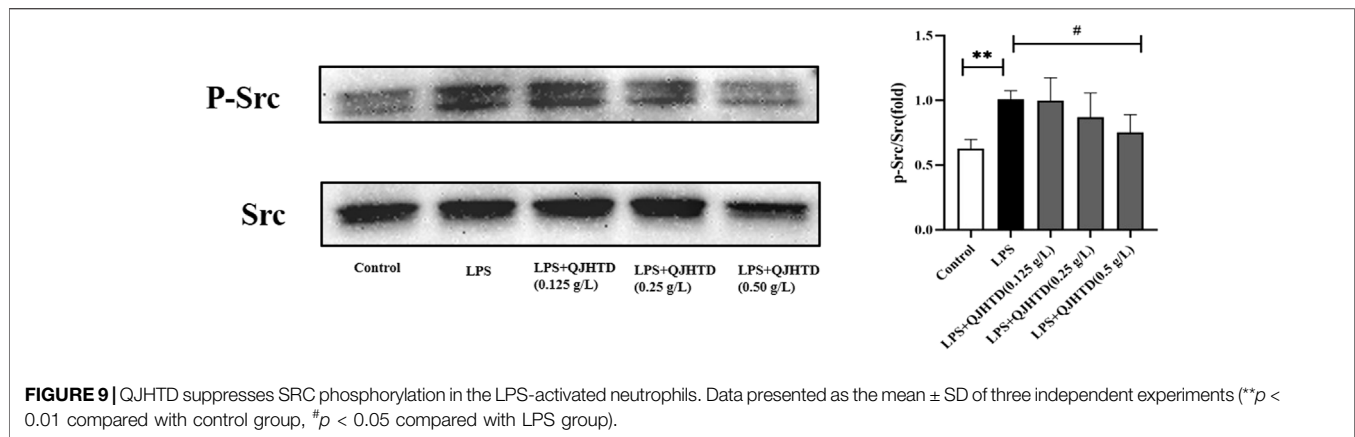 P-Src
Src
Control
LPS
LPS+QJHTD
(0.125 g/L)
LPS+QJHTD
(0.25 g/L)
LPS+QJHTD
(0.50 g/L)
p-Src/Src(fold)
1.5
1.0
0.5
0.0
**
#
Control
LPS
LPS+QJHTD(0.125 g/L)
LPS+QJHTD(0.25 g/L)
LPS+QJHTD(0.5 g/L)
FIGURE 9 | QJHTD suppresses SRC phosphorylation in the LPS-activated neutrophils. Data presented as the mean ± SD of three independent experiments (**p <
0.01 compared with control group, #p < 0.05 compared with LPS group).